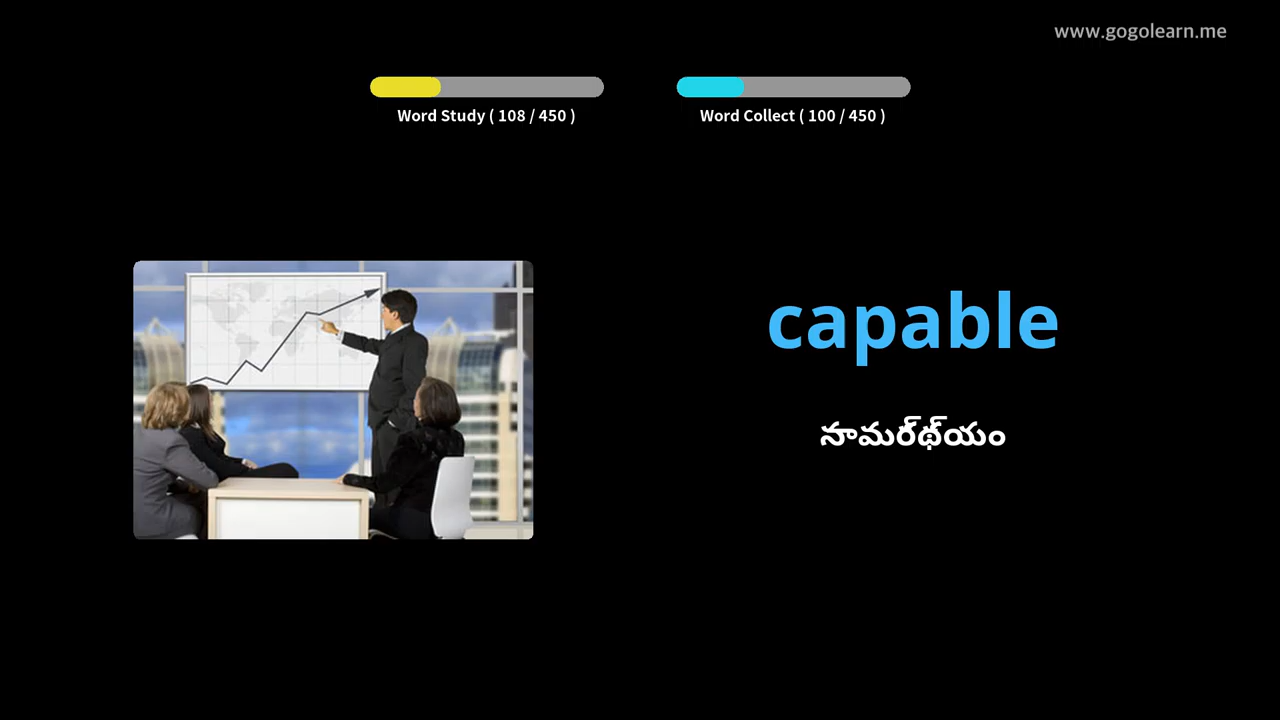 www.gogolearn.me
Word Study ( 108 / 450 )
Word Collect ( 100 / 450 )
capable
నామర్‌థ్‌యం